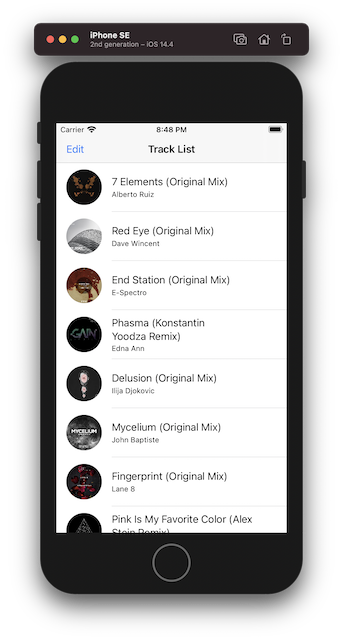 iPhone SE
2nd generation – iOS 14.4
Carrier 8:48 PM
Edit Track List
7 Elements (Original Mix)
Alberto Ruiz
Red Eye (Original Mix)
Dave Wincent
End Station (Original Mix)
E-Spectro
Phasma (Konstantin
Yoodza Remix)
Edna Ann
GAIN
Delusion (Original Mix)
Ilija Djokovic
MYCELIUM
Mycelium (Original Mix)
John Baptiste
Fingerprint (Original Mix)
Lane 8
Pink Is My Favorite Color (Alex
Stein Remix)